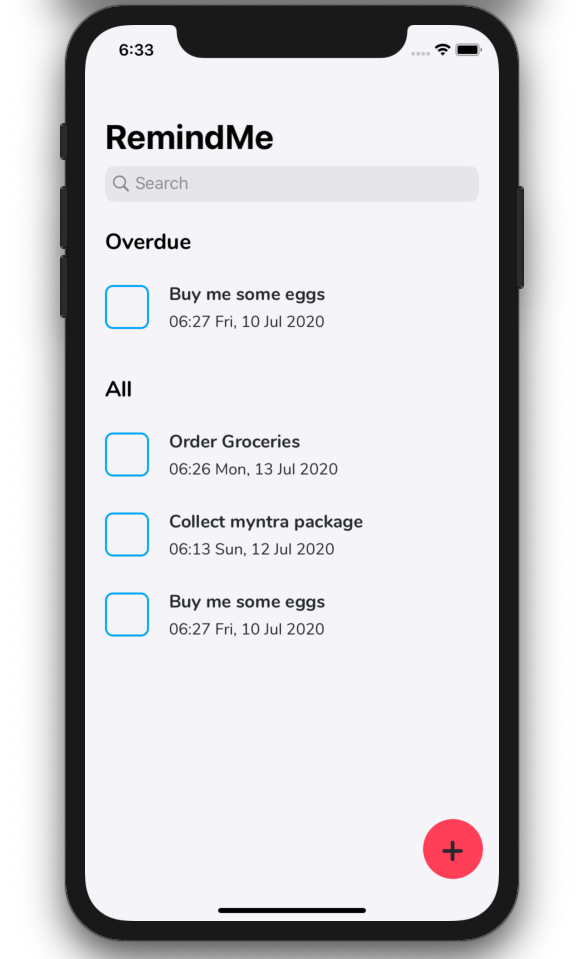 6:33
RemindMe
Search
Overdue
Buy me some eggs
06:27 Fri, 10 Jul 2020
All
Order Groceries
06:26 Mon, 13 Jul 2020
Collect myntra package
06:13 Sun, 12 Jul 2020
Buy me some eggs
06:27 Fri, 10 Jul 2020
+